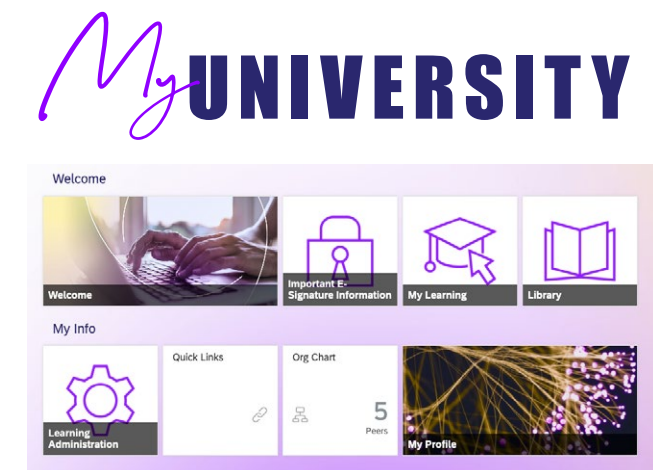 My UNIVERSITY
Welcome
Welcome
Important E-
Signature Information
My Learning
Library
My Info
Learning
Administration
Quick Links
Org Chart
5
Peers
My Profile